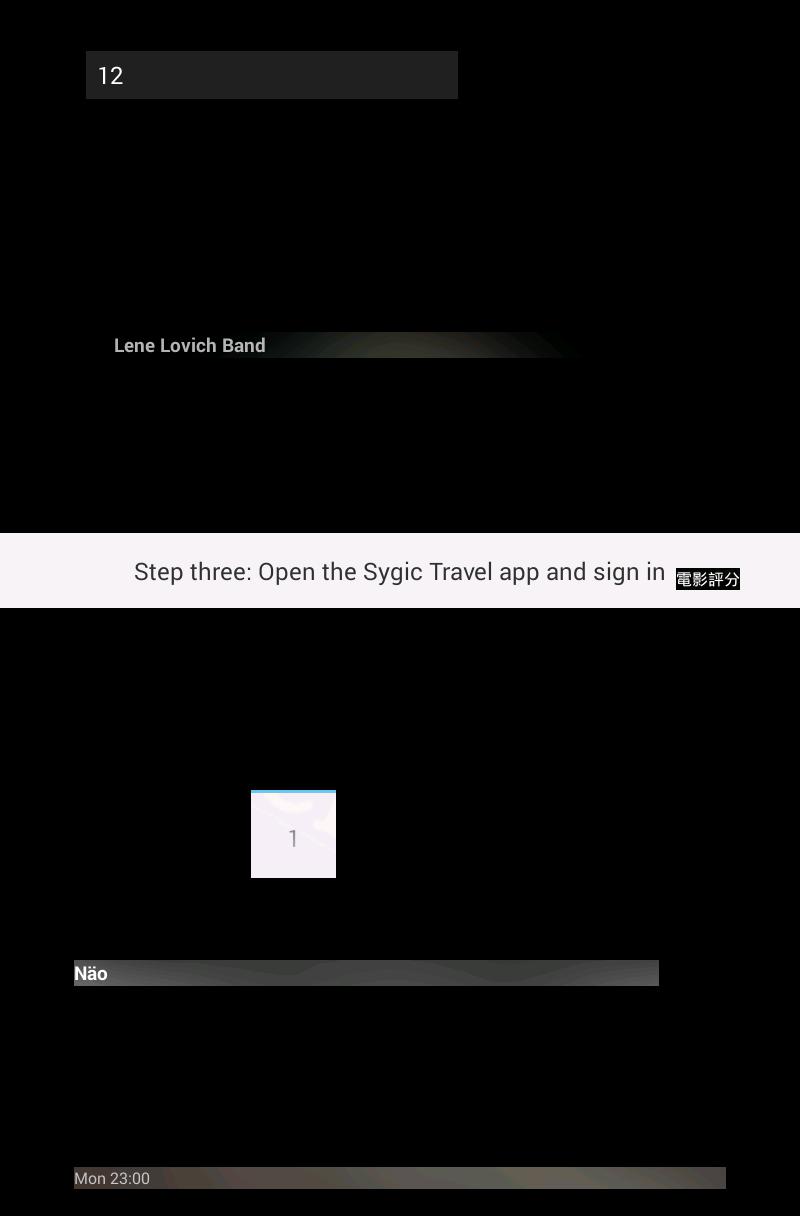 12
Lene Lovich Band
Step three: Open the Sygic Travel app and sign in
電影評分
1
Näo
Mon 23:00